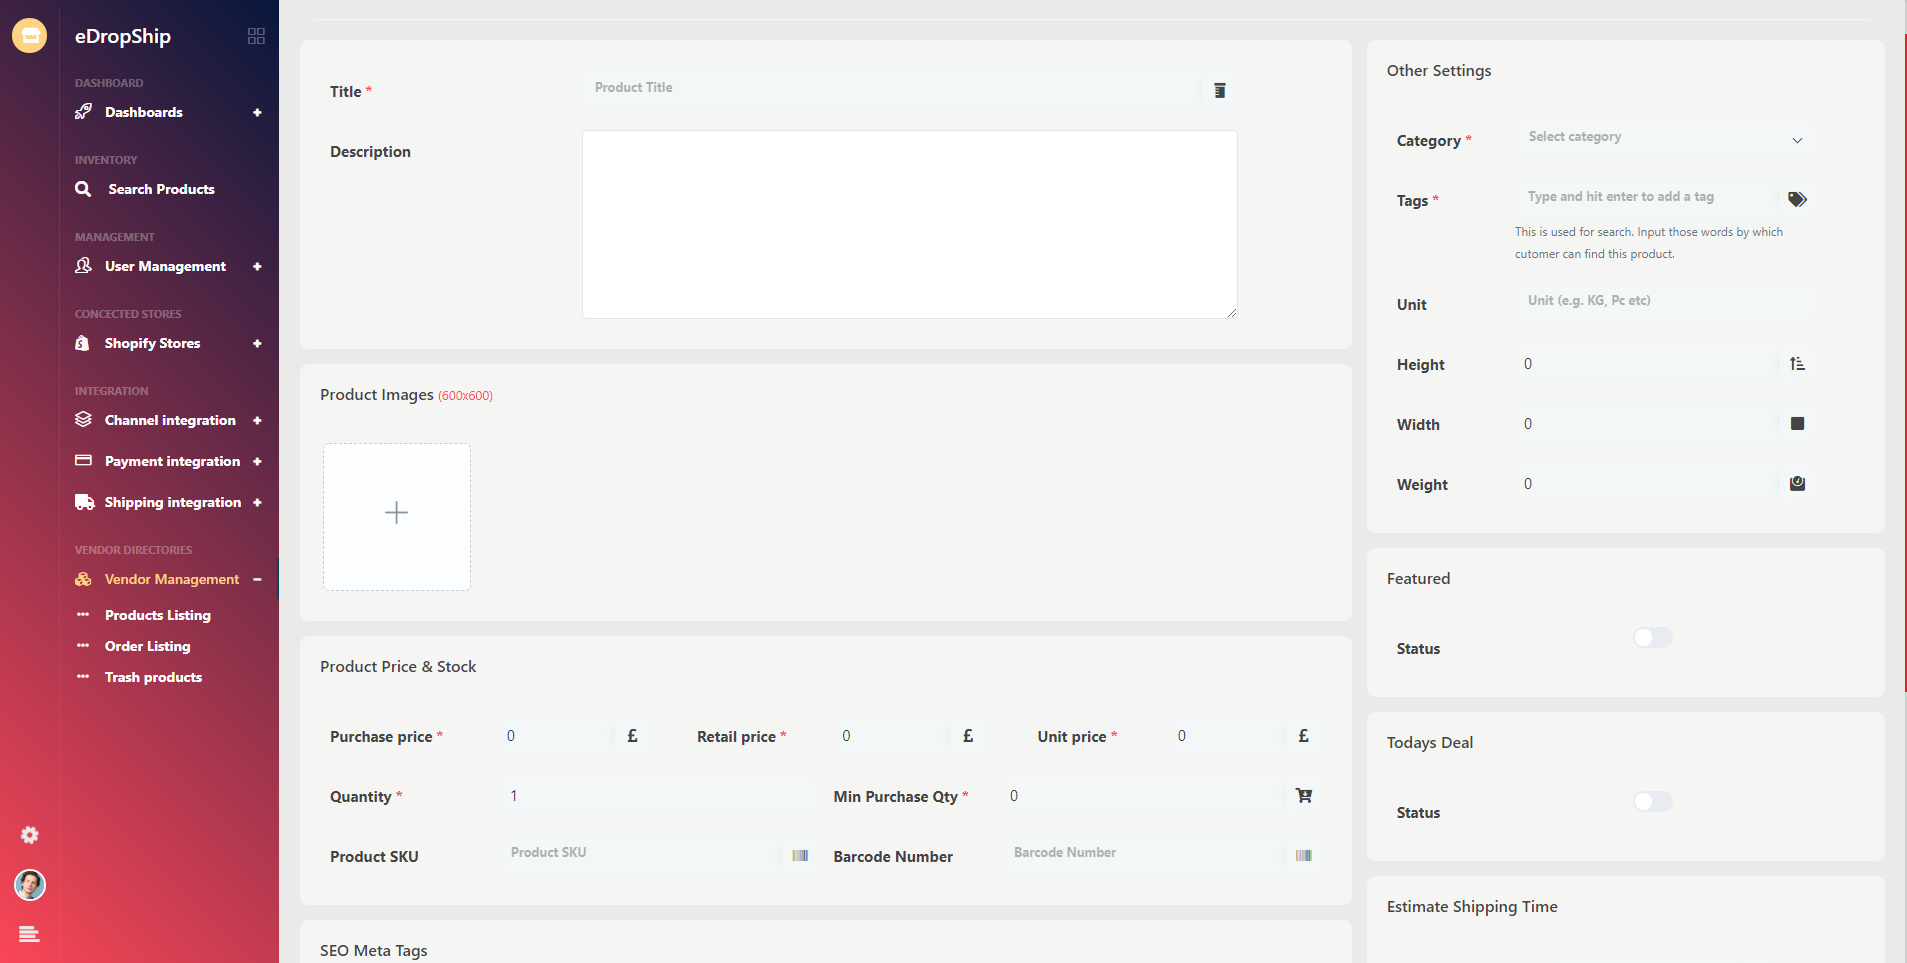 eDropShip
DASHBOARD
Dashboards
INVENTORY
Search Products
MANAGEMENT
User Management
CONCECTED STORES
Shopify Stores
INTEGRATION
Channel integration
Payment integration
Shipping integration
VENDOR DIRECTORIES
Vendor Management
Products Listing
Order Listing
Trash products
Title *
Product Title
Description
Product Images (600x600)
Product Price & Stock
Purchase price * 0 £
Retail price * 0 £
Unit price * 0 £
Quantity * 1
Min Purchase Qty * 0
Product SKU Product SKU
Barcode Number Barcode Number
SEO Meta Tags
Other Settings
Category * Select category
Tags * Type and hit enter to add a tag
This is used for search. Input those words by which
cutomer can find this product.
Unit Unit (e.g. KG, Pc etc)
Height 0
Width 0
Weight 0
Featured
Status
Todays Deal
Status
Estimate Shipping Time